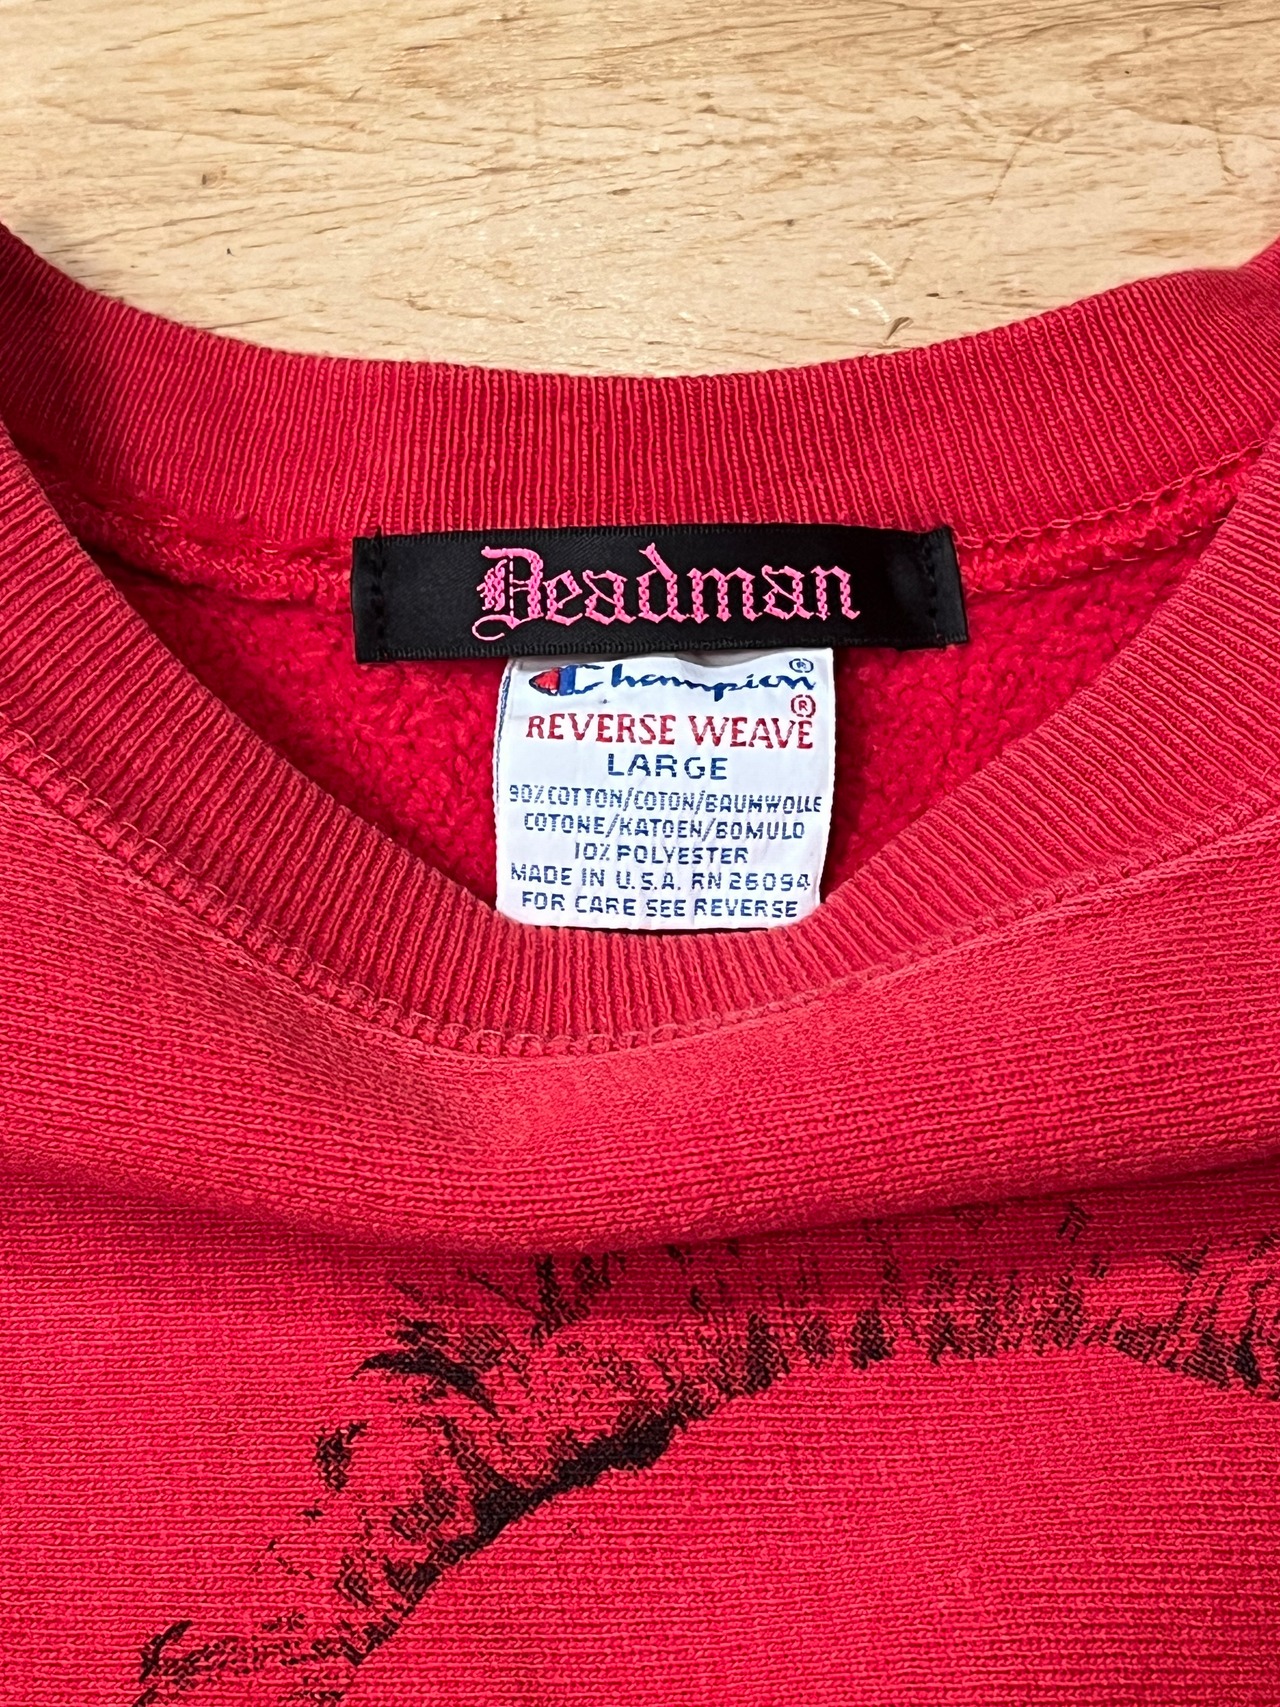 Deadman
Champion®
REVERSE WEAVE®
LARGE
90%COTTON/COTON/BAUMWOLLE
COTONE/KATOEN/BOMULD
10% POLYESTER
MADE IN U.S.A. RN 26094
FOR CARE SEE REVERSE